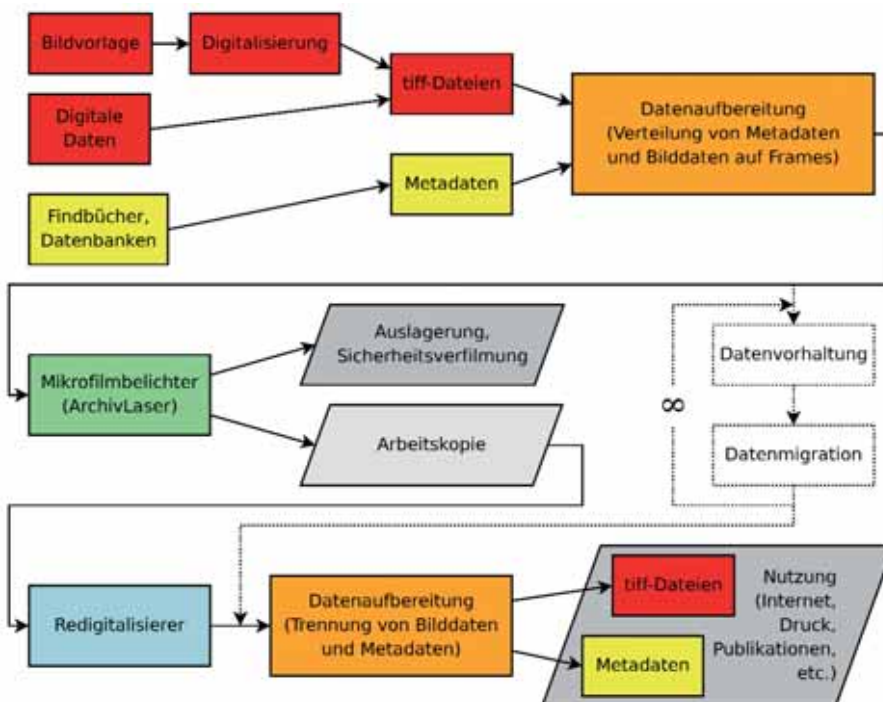 Bildvorlage
Digitalisierung
tiff-Dateien
Digitale
Daten
Datenaufbereitung
(Verteilung von Metadaten
und Bilddaten auf Frames)
Metadaten
Findbücher,
Datenbanken
Auslagerung,
Sicherheitsverfilmung
Datenvorhaltung
Mikrofilmbelichter
(ArchivLaser)
∞
Arbeitskopie
Datenmigration
Redigitalisierer
Datenaufbereitung
(Trennung von Bilddaten
und Metadaten)
tiff-Dateien
Metadaten
Nutzung
(Internet,
Druck,
Publikationen,
etc.)